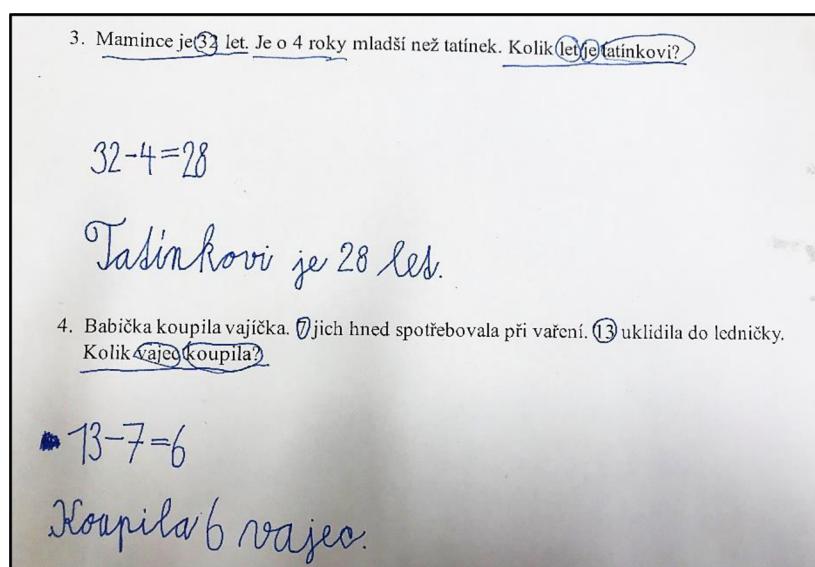 3. Mamince je 32 let. Je o 4 roky mladší než tatínek. Kolik let je tatínkovi?
32-4=28
Tatínkovi je 28 let.
4. Babička koupila vajíčka. 7 jich hned spotřebovala při vaření. 13 uklidila do ledničky.
Kolik vajec koupila?
13-7=6
Koupila 6 vajec.